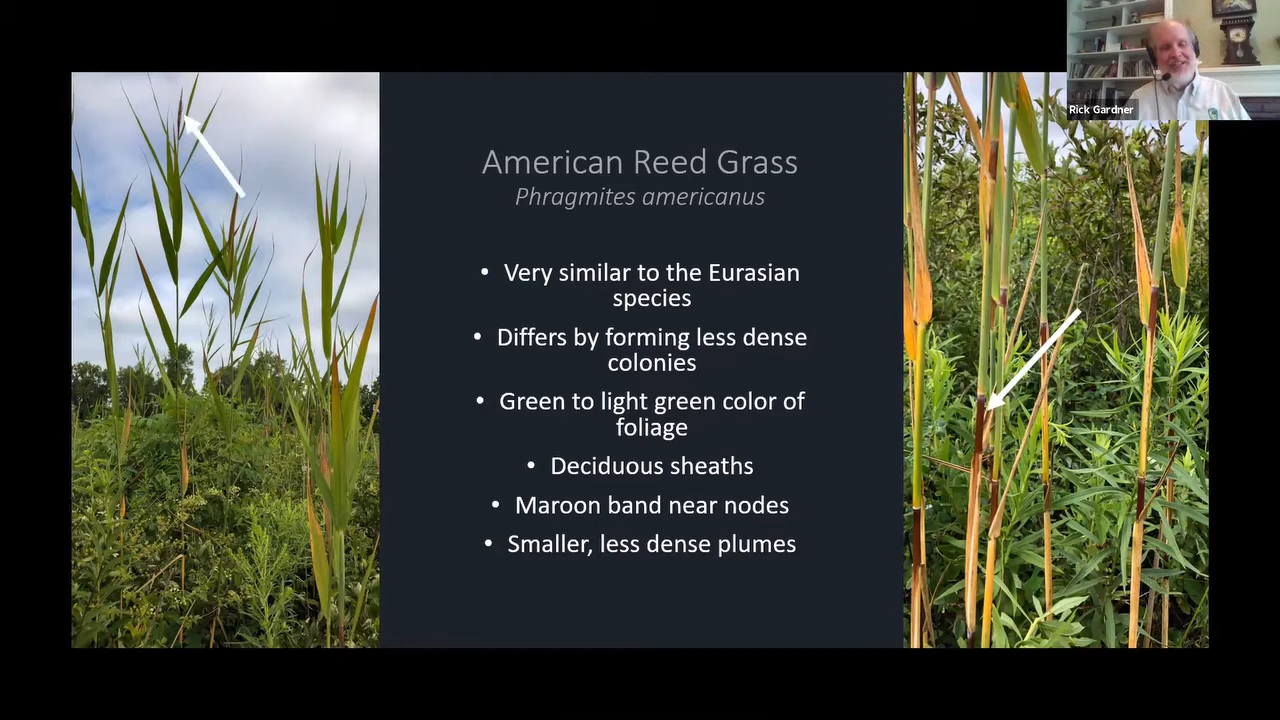 Rick Gardner
American Reed Grass
Phragmites americanus
• Very similar to the Eurasian
species
• Differs by forming less dense
colonies
• Green to light green color of
foliage
• Deciduous sheaths
• Maroon band near nodes
• Smaller, less dense plumes